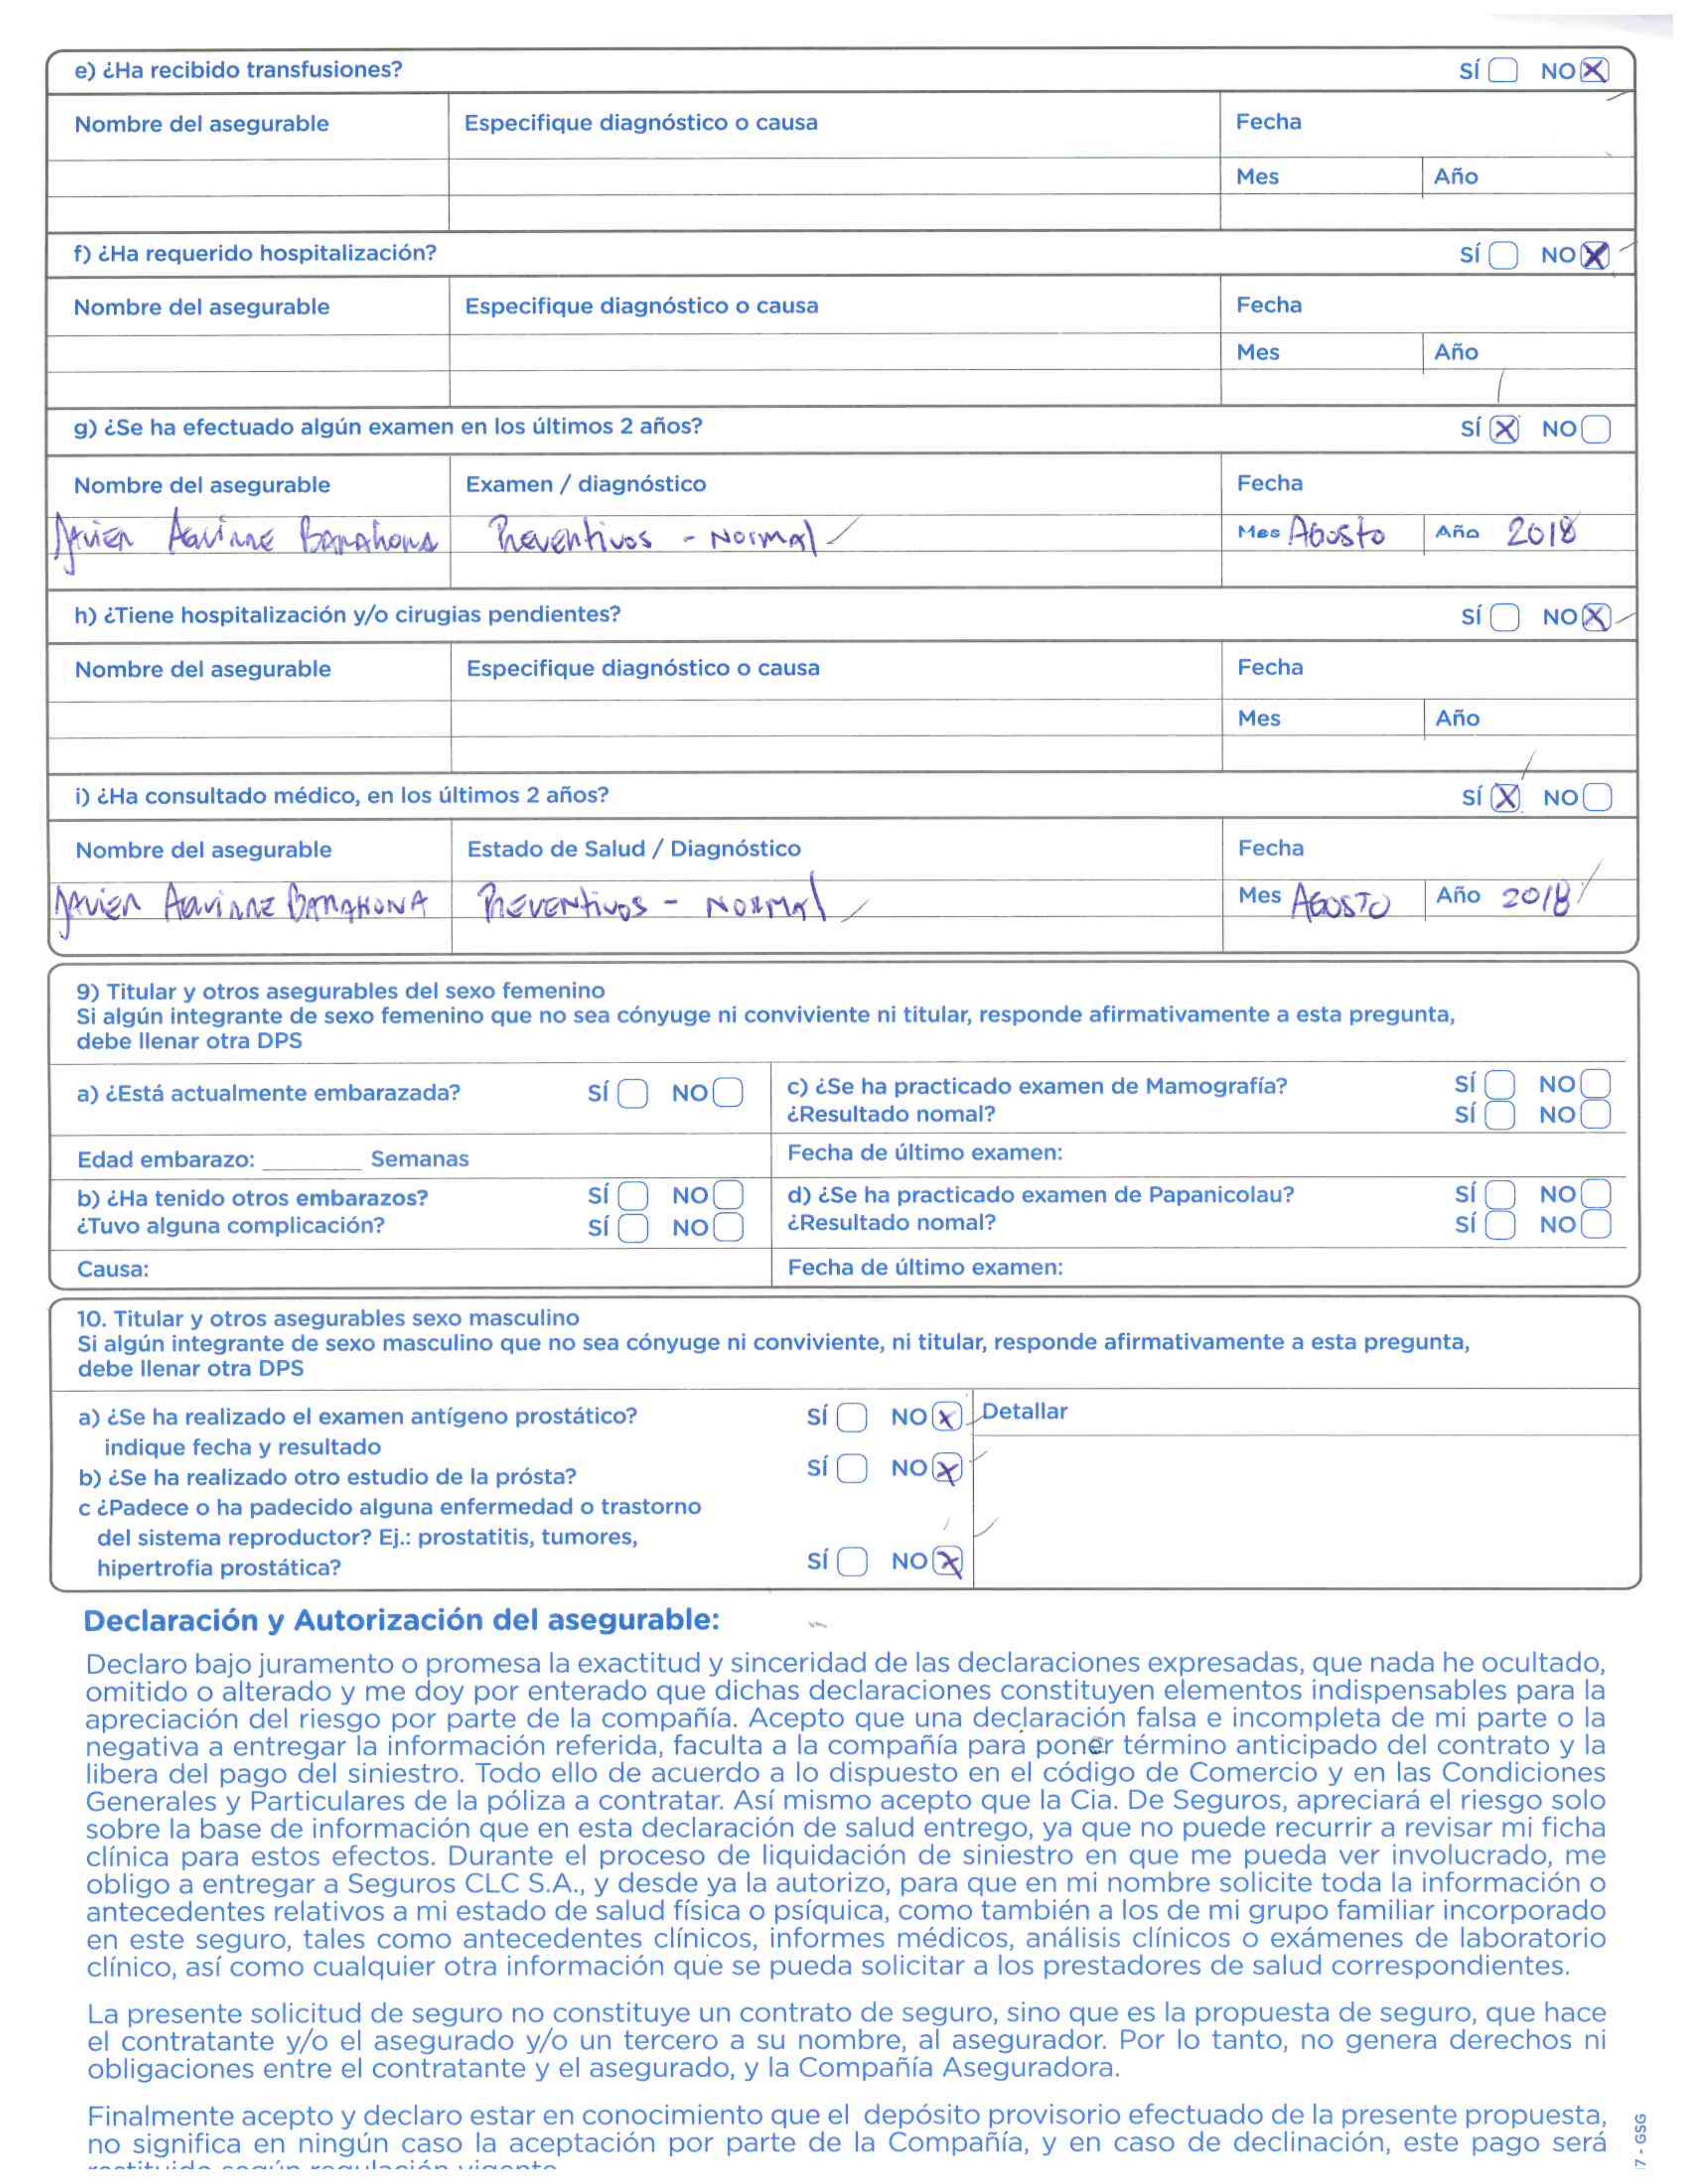 e) ¿Ha recibido transfusiones? SÍ NO X
Nombre del asegurable Especifique diagnóstico o causa Fecha
Mes Año
f) ¿Ha requerido hospitalización? SÍ NO X
Nombre del asegurable Especifique diagnóstico o causa Fecha
Mes Año
g) ¿Se ha efectuado algún examen en los últimos 2 años? SÍ X NO
Nombre del asegurable Examen / diagnóstico Fecha
Javier Aguirre Barahona Preventivos - Normal Mes Agosto Año 2018
h) ¿Tiene hospitalización y/o cirugias pendientes? SÍ NO X
Nombre del asegurable Especifique diagnóstico o causa Fecha
Mes Año
i) ¿Ha consultado médico, en los últimos 2 años? SÍ X NO
Nombre del asegurable Estado de Salud / Diagnóstico Fecha
Javier Aguirre Barahona Preventivos - Normal Mes Agosto Año 2018
9) Titular y otros asegurables del sexo femenino
Si algún integrante de sexo femenino que no sea cónyuge ni conviviente ni titular, responde afirmativamente a esta pregunta,
debe llenar otra DPS
a) ¿Está actualmente embarazada? SÍ NO c) ¿Se ha practicado examen de Mamografía? SÍ NO
¿Resultado nomal? SÍ NO
Edad embarazo: ________ Semanas Fecha de último examen:
b) ¿Ha tenido otros embarazos? SÍ NO d) ¿Se ha practicado examen de Papanicolau? SÍ NO
¿Tuvo alguna complicación? SÍ NO ¿Resultado nomal? SÍ NO
Causa: Fecha de último examen:
10. Titular y otros asegurables sexo masculino
Si algún integrante de sexo masculino que no sea cónyuge ni conviviente, ni titular, responde afirmativamente a esta pregunta,
debe llenar otra DPS
a) ¿Se ha realizado el examen antígeno prostático? SÍ NO X Detallar
indique fecha y resultado
b) ¿Se ha realizado otro estudio de la prósta? SÍ NO X
c ¿Padece o ha padecido alguna enfermedad o trastorno
del sistema reproductor? Ej.: prostatitis, tumores,
hipertrofia prostática? SÍ NO X
Declaración y Autorización del asegurable:
Declaro bajo juramento o promesa la exactitud y sinceridad de las declaraciones expresadas, que nada he ocultado,
omitido o alterado y me doy por enterado que dichas declaraciones constituyen elementos indispensables para la
apreciación del riesgo por parte de la compañía. Acepto que una declaración falsa e incompleta de mi parte o la
negativa a entregar la información referida, faculta a la compañía para poner término anticipado del contrato y la
libera del pago del siniestro. Todo ello de acuerdo a lo dispuesto en el código de Comercio y en las Condiciones
Generales y Particulares de la póliza a contratar. Así mismo acepto que la Cia. De Seguros, apreciará el riesgo solo
sobre la base de información que en esta declaración de salud entrego, ya que no puede recurrir a revisar mi ficha
clínica para estos efectos. Durante el proceso de liquidación de siniestro en que me pueda ver involucrado, me
obligo a entregar a Seguros CLC S.A., y desde ya la autorizo, para que en mi nombre solicite toda la información o
antecedentes relativos a mi estado de salud física o psíquica, como también a los de mi grupo familiar incorporado
en este seguro, tales como antecedentes clínicos, informes médicos, análisis clínicos o exámenes de laboratorio
clínico, así como cualquier otra información que se pueda solicitar a los prestadores de salud correspondientes.
La presente solicitud de seguro no constituye un contrato de seguro, sino que es la propuesta de seguro, que hace
el contratante y/o el asegurado y/o un tercero a su nombre, al asegurador. Por lo tanto, no genera derechos ni
obligaciones entre el contratante y el asegurado, y la Compañía Aseguradora.
Finalmente acepto y declaro estar en conocimiento que el depósito provisorio efectuado de la presente propuesta,
no significa en ningún caso la aceptación por parte de la Compañía, y en caso de declinación, este pago será
17 - GSG